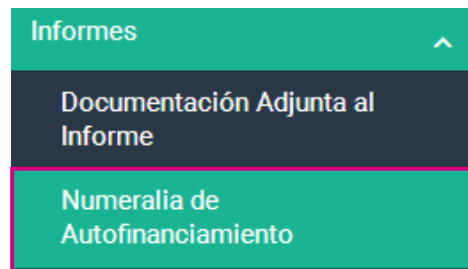 Informes
Documentación Adjunta al
Informe
Numeralia de
Autofinanciamiento